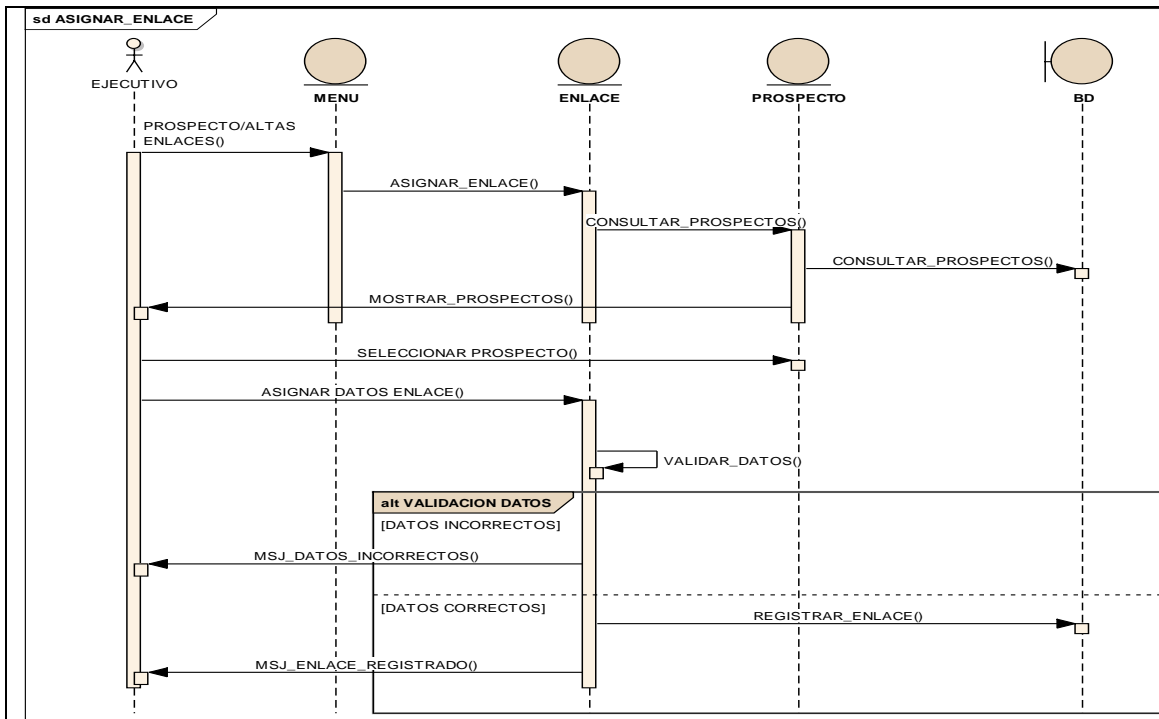 sd ASIGNAR_ENLACE
EJECUTIVO
MENU
ENLACE
PROSPECTO
BD
PROSPECTO/ALTAS
ENLACES()
ASIGNAR_ENLACE()
CONSULTAR_PROSPECTOS()
CONSULTAR_PROSPECTOS()
MOSTRAR_PROSPECTOS()
SELECCIONAR PROSPECTO()
ASIGNAR DATOS ENLACE()
VALIDAR_DATOS()
alt VALIDACION DATOS
[DATOS INCORRECTOS]
MSJ_DATOS_INCORRECTOS()
[DATOS CORRECTOS]
REGISTRAR_ENLACE()
MSJ_ENLACE_REGISTRADO()